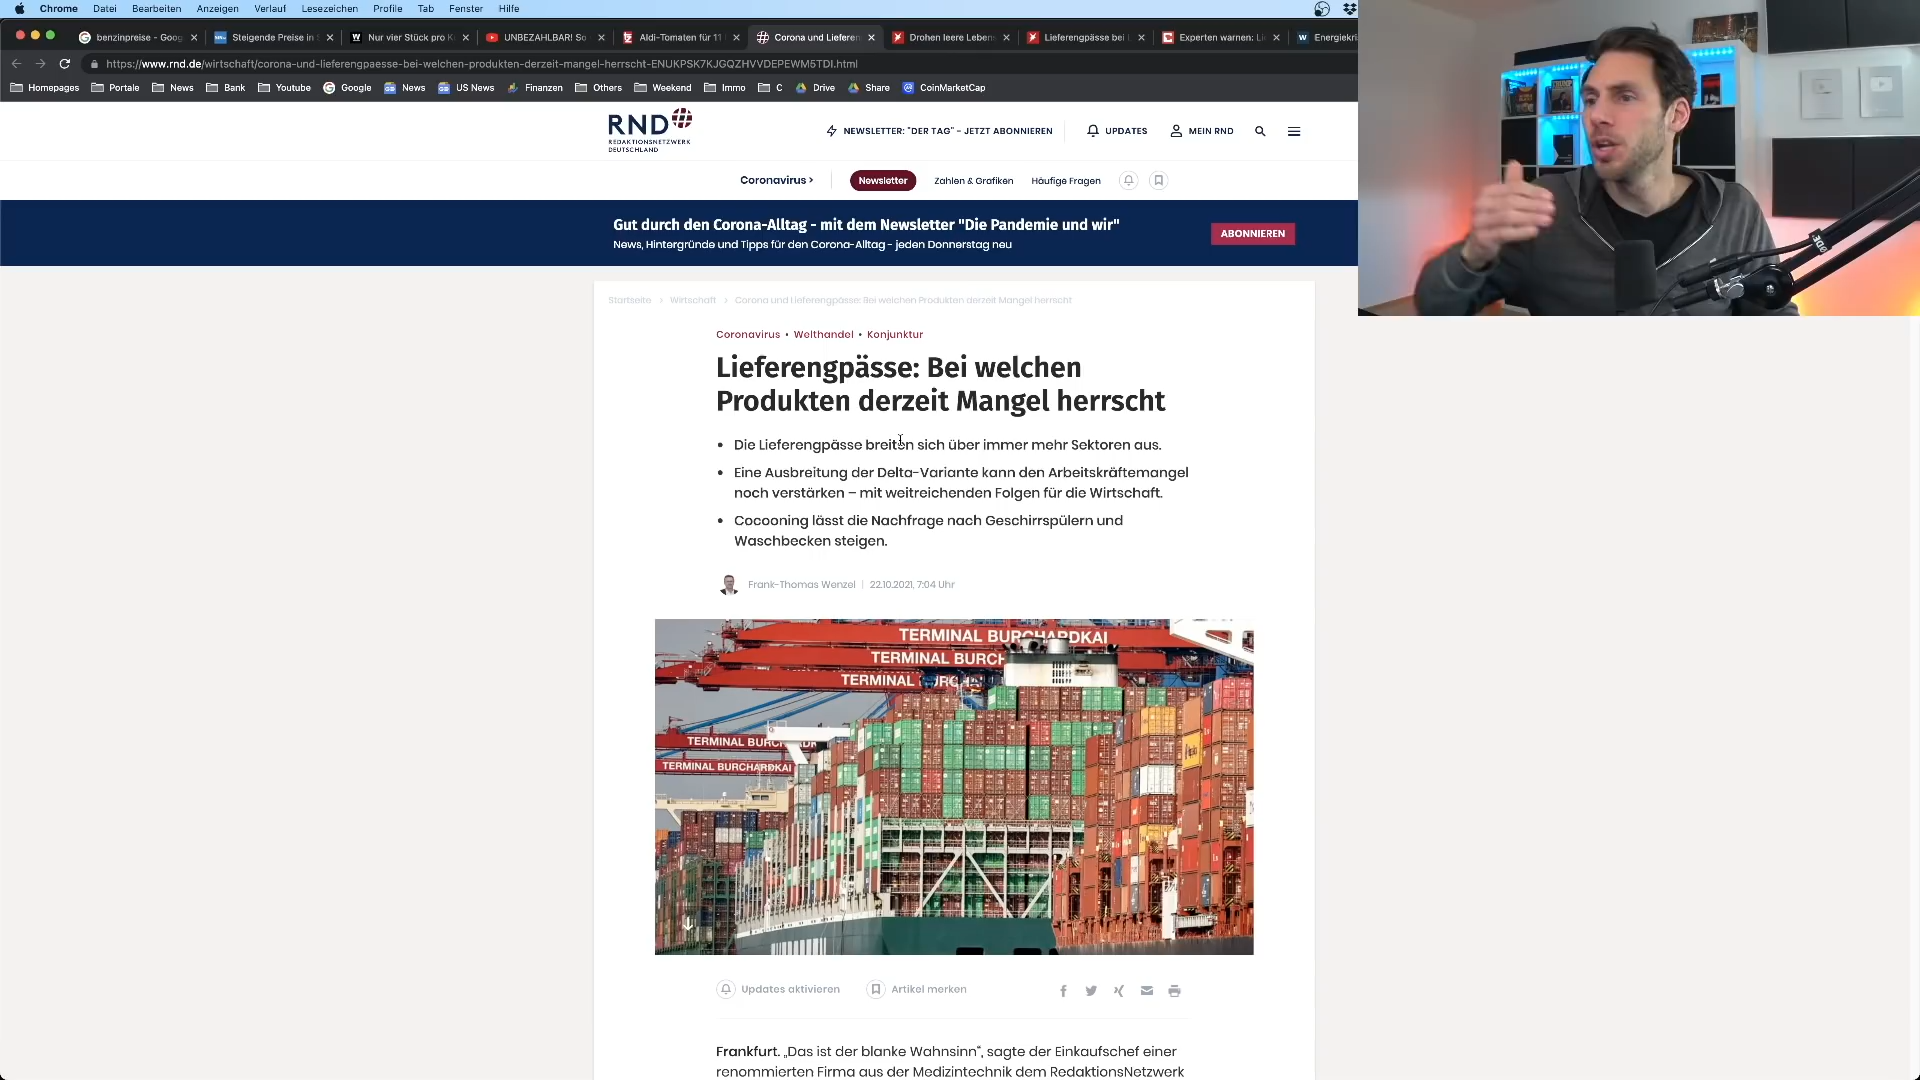 Chrome Datei Bearbeiten Anzeigen Verlauf Lesezeichen Profile Tab Fenster Hilfe
benzinpreise - Goog Steigende Preise in Nur vier Stück pro K UNBEZAHLBAR! So Aldi-Tomaten für 11 Corona und Lieferen Drohen leere Leben Lieferengpässe bei Experten warnen: Li Energiekri
https://www.rnd.de/wirtschaft/corona-und-lieferengpaesse-bei-welchen-produkten-derzeit-mangel-herrscht-ENUKPSK7KJGQZHVVDEPEWM5TDI.html
Homepages Portale News Bank Youtube Google News US News Finanzen Others Weekend Immo C Drive Share CoinMarketCap
RND
REDAKTIONSNETZWERK
DEUTSCHLAND
NEWSLETTER: "DER TAG" - JETZT ABONNIEREN UPDATES MEIN RND
Coronavirus > Newsletter Zahlen & Grafiken Häufige Fragen
Gut durch den Corona-Alltag - mit dem Newsletter "Die Pandemie und wir"
News, Hintergründe und Tipps für den Corona-Alltag - jeden Donnerstag neu
ABONNIEREN
Startseite > Wirtschaft > Corona und Lieferengpässe: Bei welchen Produkten derzeit Mangel herrscht
Coronavirus • Welthandel • Konjunktur
Lieferengpässe: Bei welchen
Produkten derzeit Mangel herrscht
• Die Lieferengpässe breiten sich über immer mehr Sektoren aus.
• Eine Ausbreitung der Delta-Variante kann den Arbeitskräftemangel
noch verstärken – mit weitreichenden Folgen für die Wirtschaft.
• Cocooning lässt die Nachfrage nach Geschirrspülern und
Waschbecken steigen.
Frank-Thomas Wenzel | 22.10.2021, 7:04 Uhr
TERMINAL BURCHARDKAI
TERMINAL BURCH
TERMINAL BURCHA
TERMINAL BURCHARDK
TERMINAL BURCHARDKAI
Updates aktivieren Artikel merken
Frankfurt. „Das ist der blanke Wahnsinn“, sagte der Einkaufschef einer
renommierten Firma aus der Medizintechnik dem RedaktionsNetzwerk